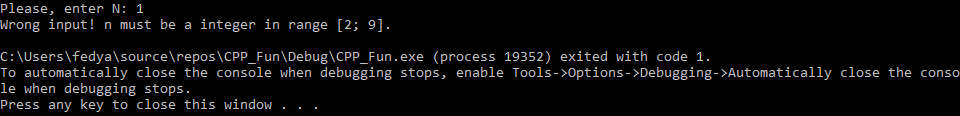 Please, enter N: 1
Wrong input! n must be a integer in range [2; 9].
C:\Users\fedya\source\repos\CPP_Fun\Debug\CPP_Fun.exe (process 19352) exited with code 1.
To automatically close the console when debugging stops, enable Tools->Options->Debugging->Automatically close the conso
le when debugging stops.
Press any key to close this window . . .